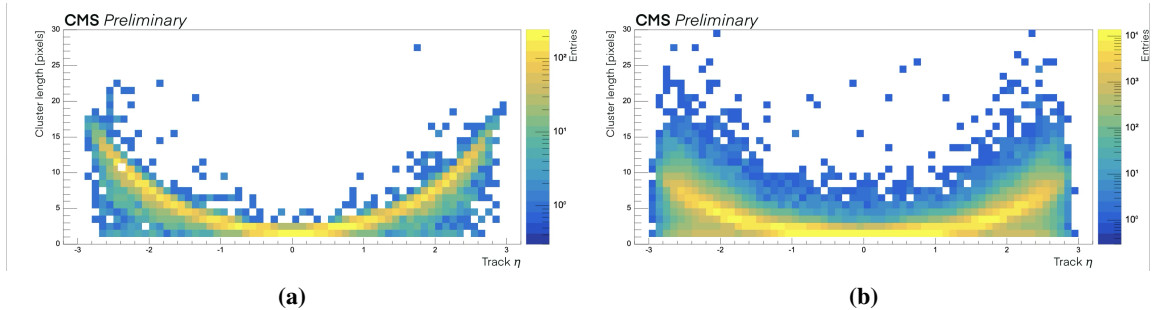 CMS Preliminary
Cluster length [pixels]
30
25
20
15
10
5
0
-3 -2 -1 0 1 2 3
Track η
Entries
10²
10¹
10⁰
(a)
CMS Preliminary
Cluster length [pixels]
30
25
20
15
10
5
0
-3 -2 -1 0 1 2 3
Track η
Entries
10⁴
10³
10²
10¹
10⁰
(b)